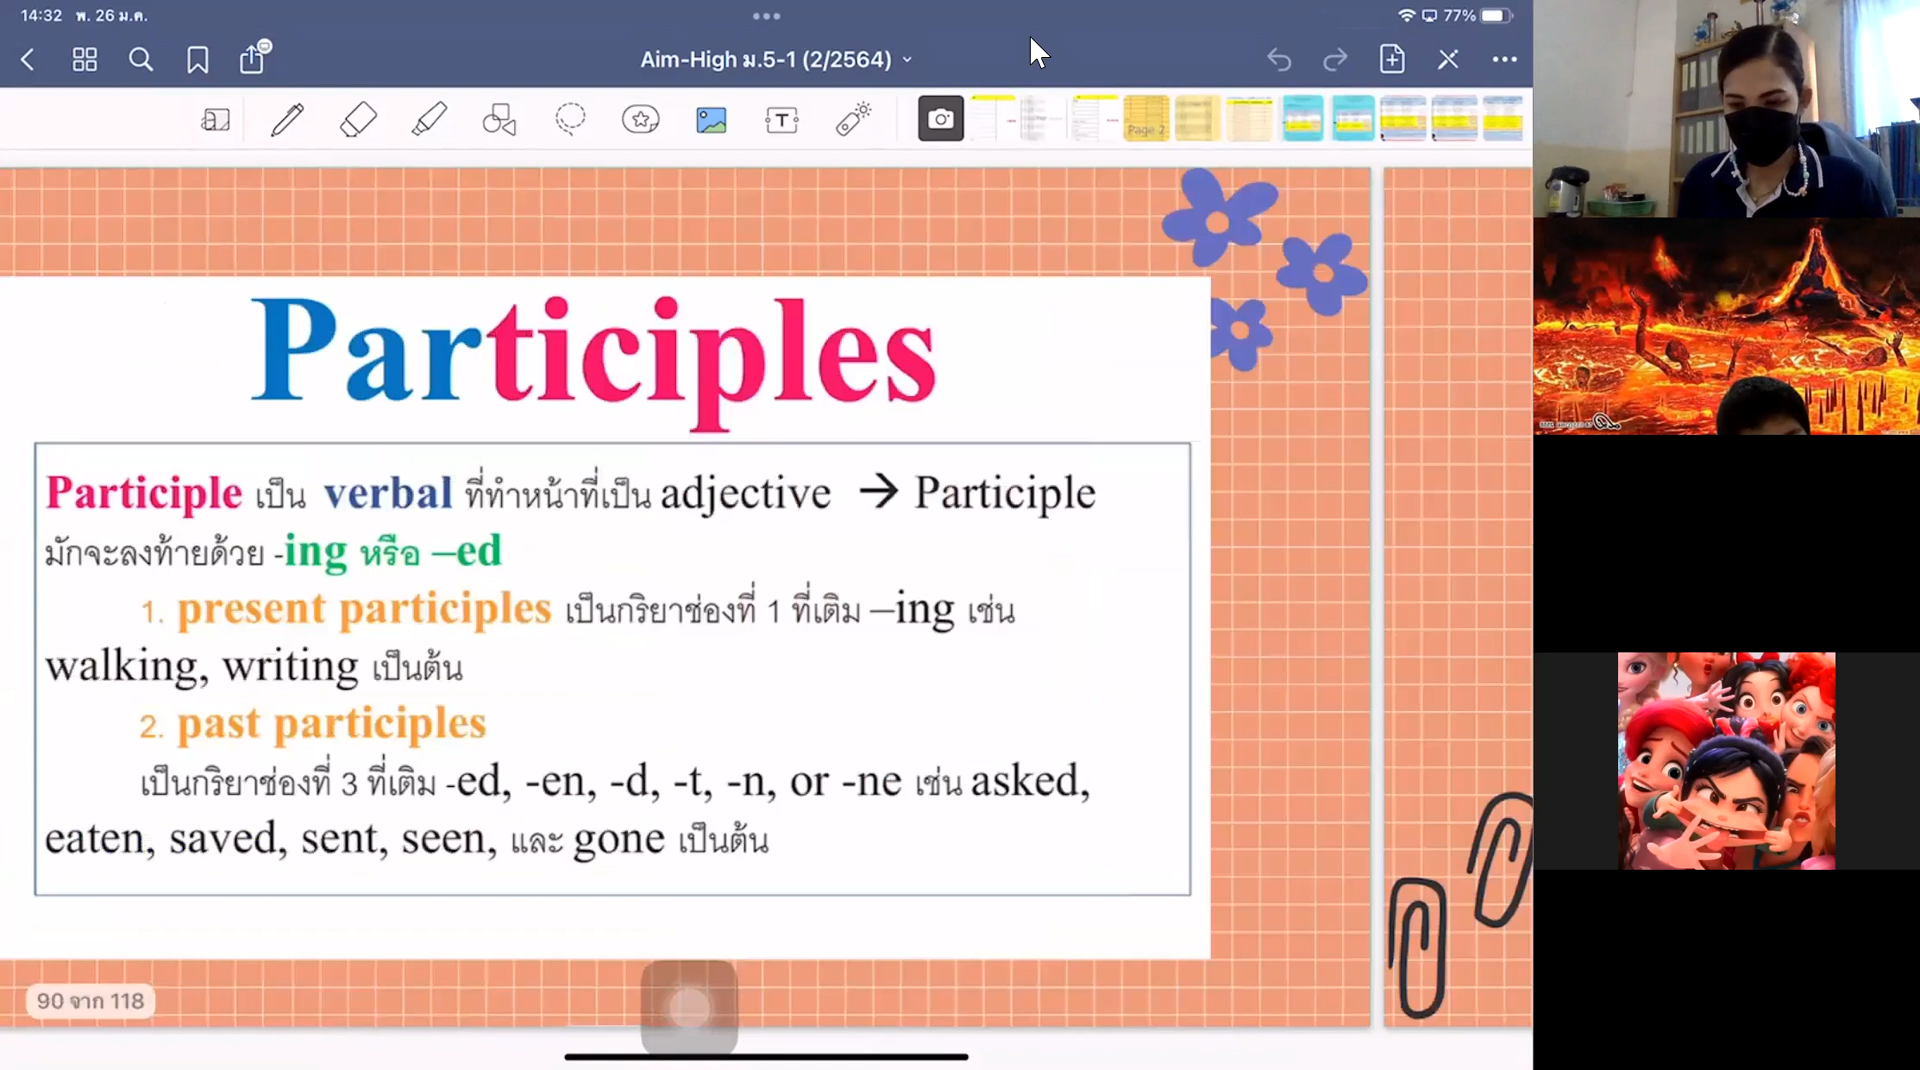 14:32 พ. 26 ม.ค.
77%
Aim-High ม.5-1 (2/2564)
Page 2
Participles
Participle เป็น verbal ที่ทำหน้าที่เป็น adjective → Participle
มักจะลงท้ายด้วย -ing หรือ –ed
1. present participles เป็นกริยาช่องที่ 1 ที่เติม –ing เช่น
walking, writing เป็นต้น
2. past participles
เป็นกริยาช่องที่ 3 ที่เติม -ed, -en, -d, -t, -n, or -ne เช่น asked,
eaten, saved, sent, seen, และ gone เป็นต้น
90 จาก 118